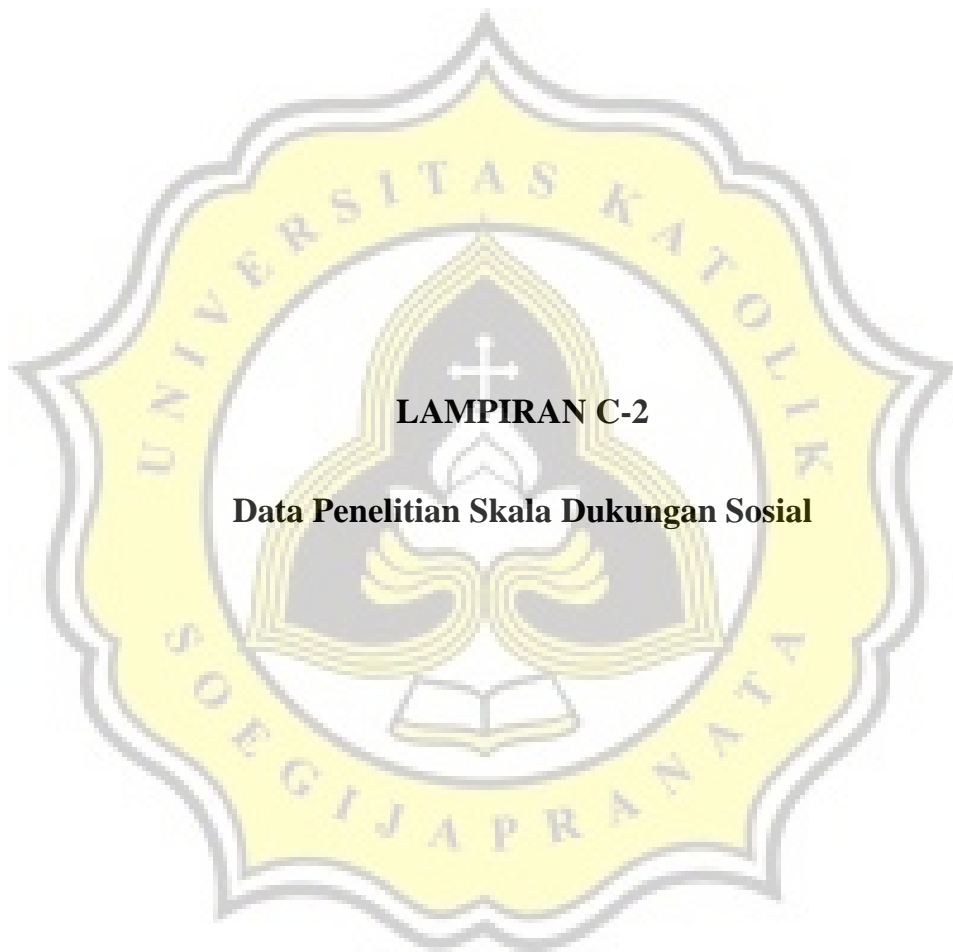 UNIVERSITAS KATOLIK
LAMPIRAN C-2
Data Penelitian Skala Dukungan Sosial
SOEGIJAPRANATA